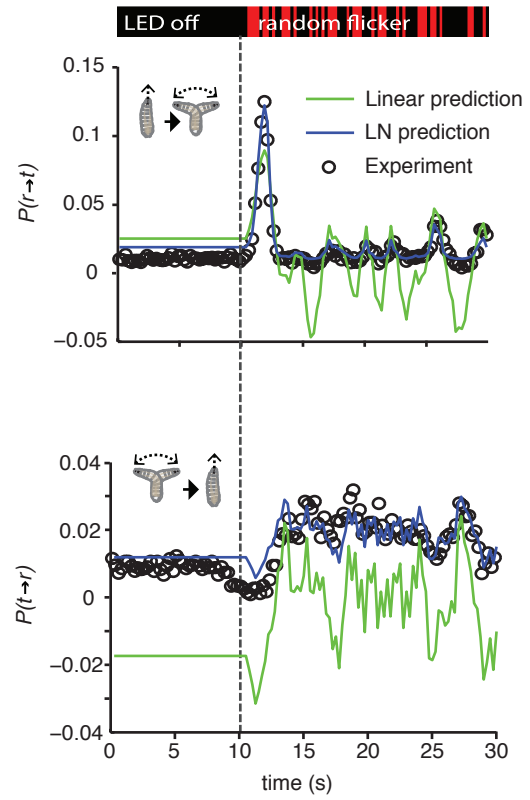 LED off random flicker
0.15
0.1
0.05
0
−0.05
P(r→t)
Linear prediction
LN prediction
Experiment
0.04
0.02
0
−0.02
−0.04
P(t→r)
0 5 10 15 20 25 30
time (s)